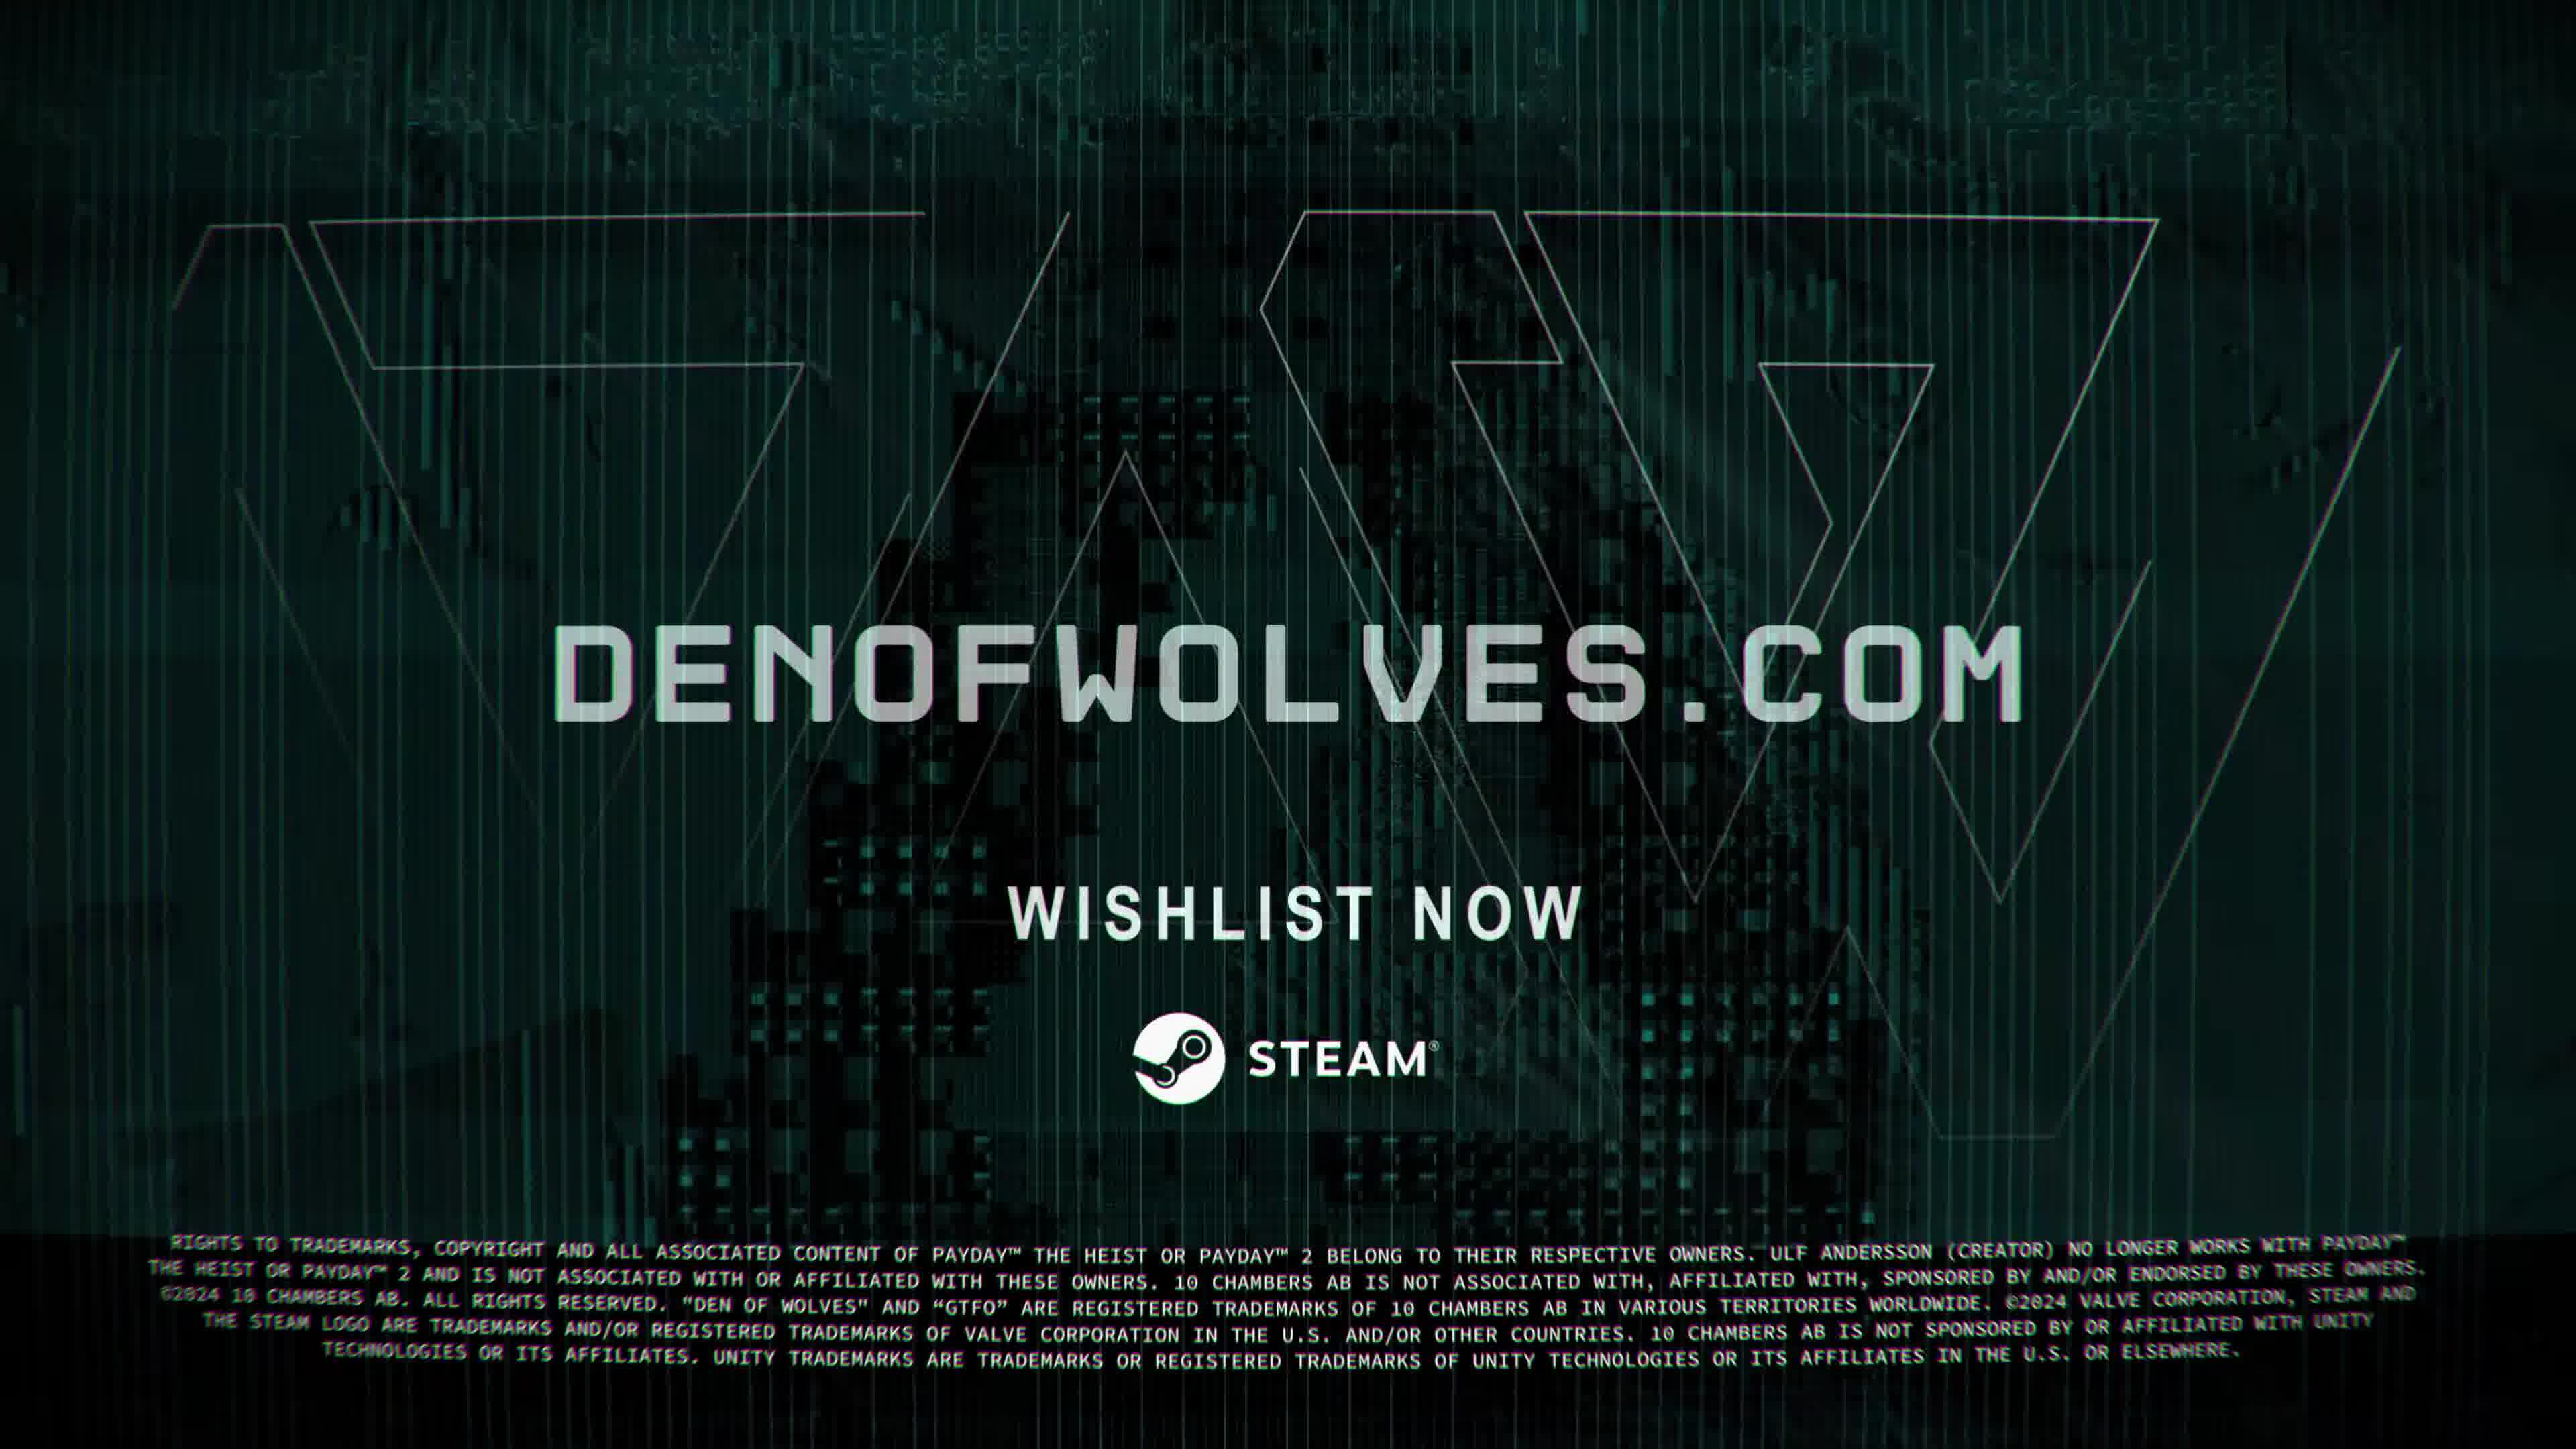 DENOFWOLVES.COM
WISHLIST NOW
STEAM®
RIGHTS TO TRADEMARKS, COPYRIGHT AND ALL ASSOCIATED CONTENT OF PAYDAY™ THE HEIST OR PAYDAY™ 2 BELONG TO THEIR RESPECTIVE OWNERS. ULF ANDERSSON (CREATOR) NO LONGER WORKS WITH PAYDAY™
THE HEIST OR PAYDAY™ 2 AND IS NOT ASSOCIATED WITH OR AFFILIATED WITH THESE OWNERS. 10 CHAMBERS AB IS NOT ASSOCIATED WITH, AFFILIATED WITH, SPONSORED BY AND/OR ENDORSED BY THESE OWNERS.
©2024 10 CHAMBERS AB. ALL RIGHTS RESERVED. “DEN OF WOLVES” AND “GTFO” ARE REGISTERED TRADEMARKS OF 10 CHAMBERS AB IN VARIOUS TERRITORIES WORLDWIDE. ©2024 VALVE CORPORATION, STEAM AND
THE STEAM LOGO ARE TRADEMARKS AND/OR REGISTERED TRADEMARKS OF VALVE CORPORATION IN THE U.S. AND/OR OTHER COUNTRIES. 10 CHAMBERS AB IS NOT SPONSORED BY OR AFFILIATED WITH UNITY
TECHNOLOGIES OR ITS AFFILIATES. UNITY TRADEMARKS ARE TRADEMARKS OR REGISTERED TRADEMARKS OF UNITY TECHNOLOGIES OR ITS AFFILIATES IN THE U.S. OR ELSEWHERE.